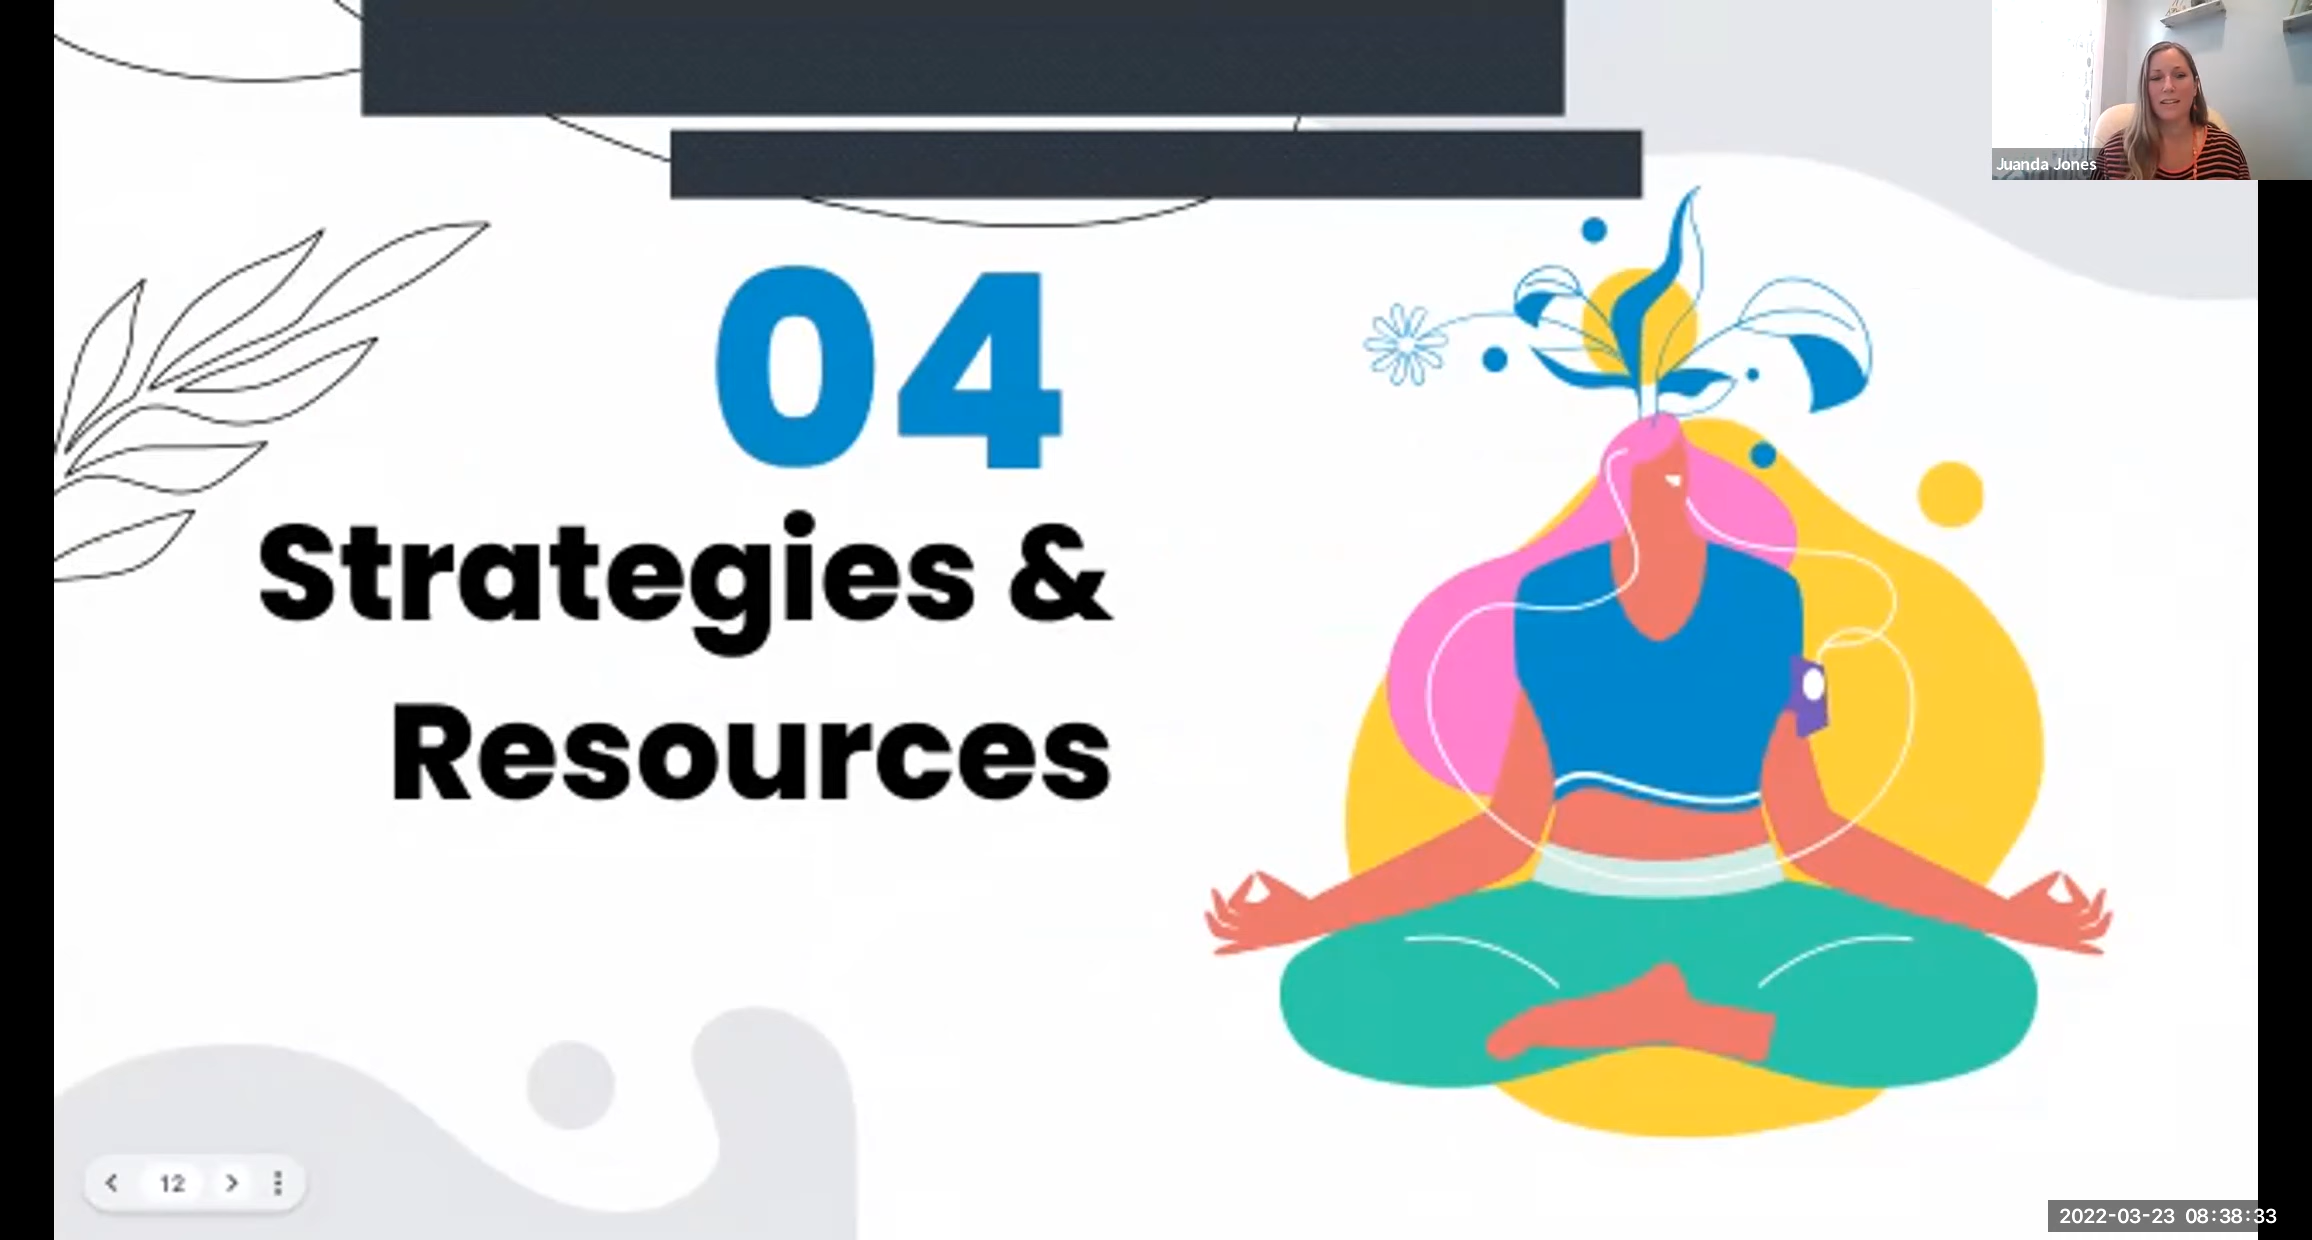 Juanda Jones
04
Strategies &
Resources
12
2022-03-23 08:38:33